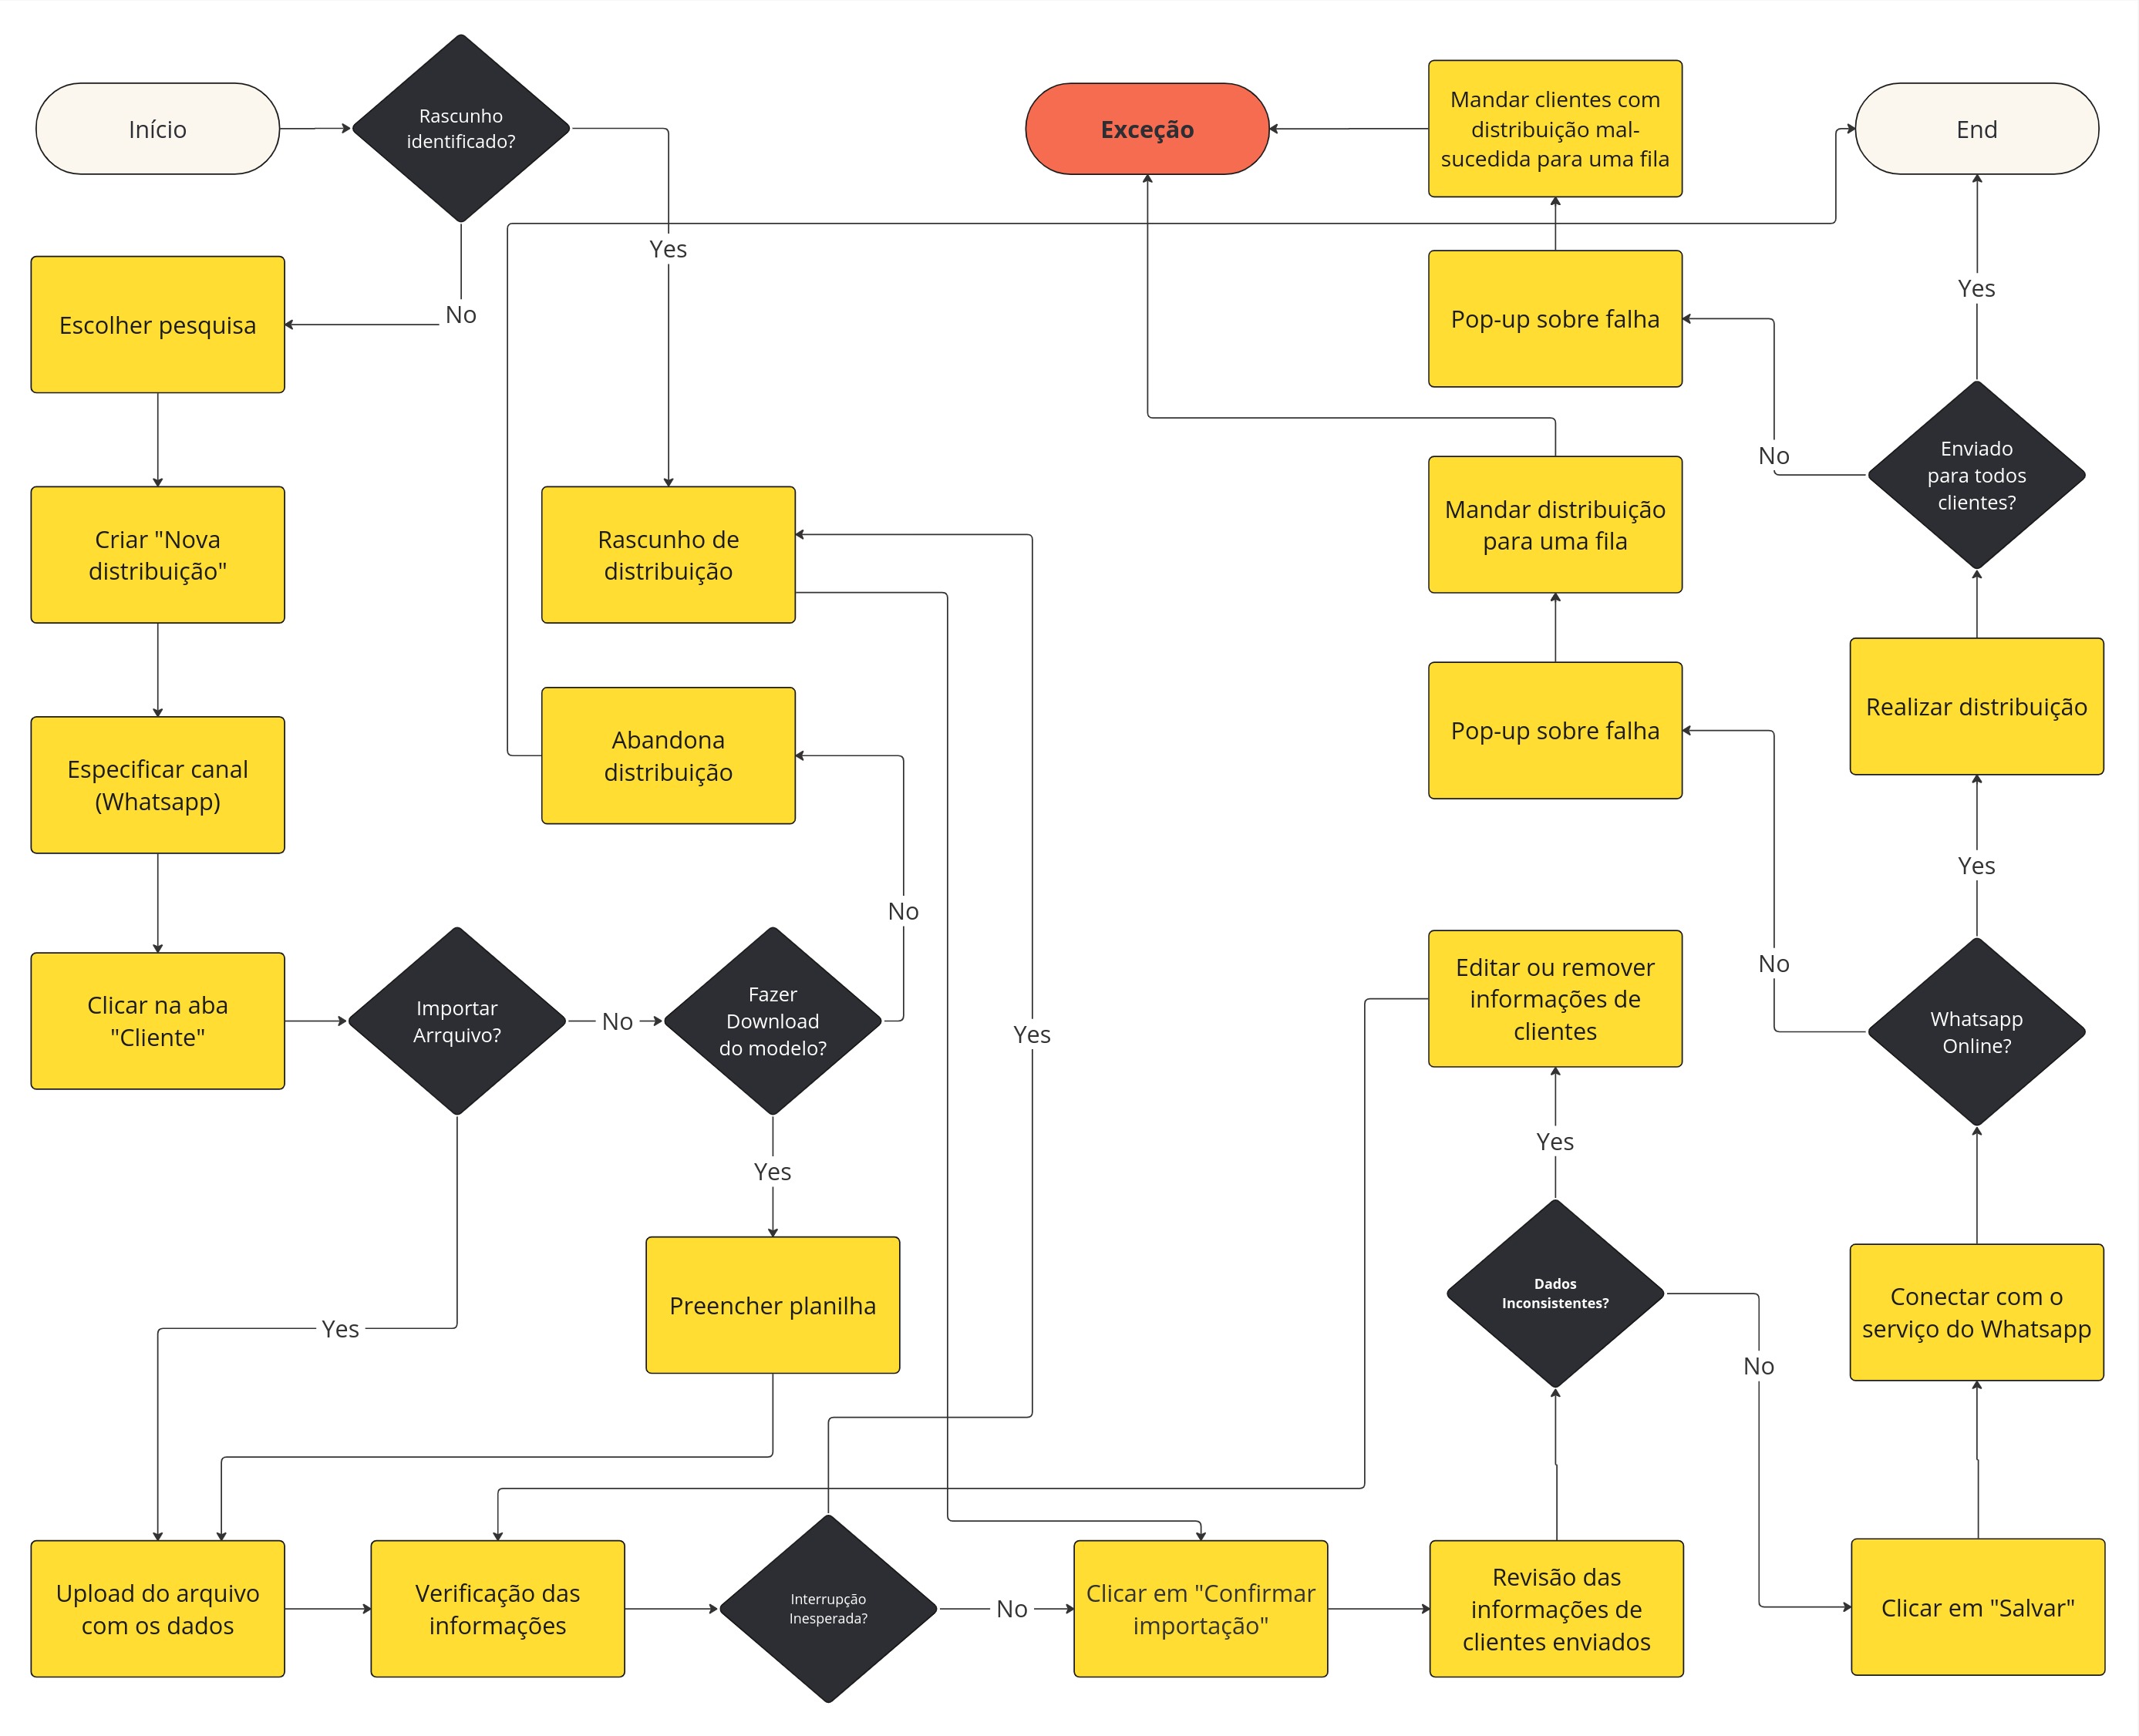 Início
Rascunho
identificado?
Exceção
Mandar clientes com
distribuição mal-
sucedida para uma fila
End
Yes
No
Escolher pesquisa
Pop-up sobre falha
Yes
No
Enviado
para todos
clientes?
Criar "Nova
distribuição"
Rascunho de
distribuição
Mandar distribuição
para uma fila
Realizar distribuição
Especificar canal
(Whatsapp)
Abandona
distribuição
Pop-up sobre falha
Yes
No
No
Clicar na aba
"Cliente"
Importar
Arrquivo?
No
Fazer
Download
do modelo?
Yes
Editar ou remover
informações de
clientes
Whatsapp
Online?
Yes
Yes
Preencher planilha
Dados
Inconsistentes?
Conectar com o
serviço do Whatsapp
Yes
No
Upload do arquivo
com os dados
Verificação das
informações
Interrupção
Inesperada?
No
Clicar em "Confirmar
importação"
Revisão das
informações de
clientes enviados
Clicar em "Salvar"